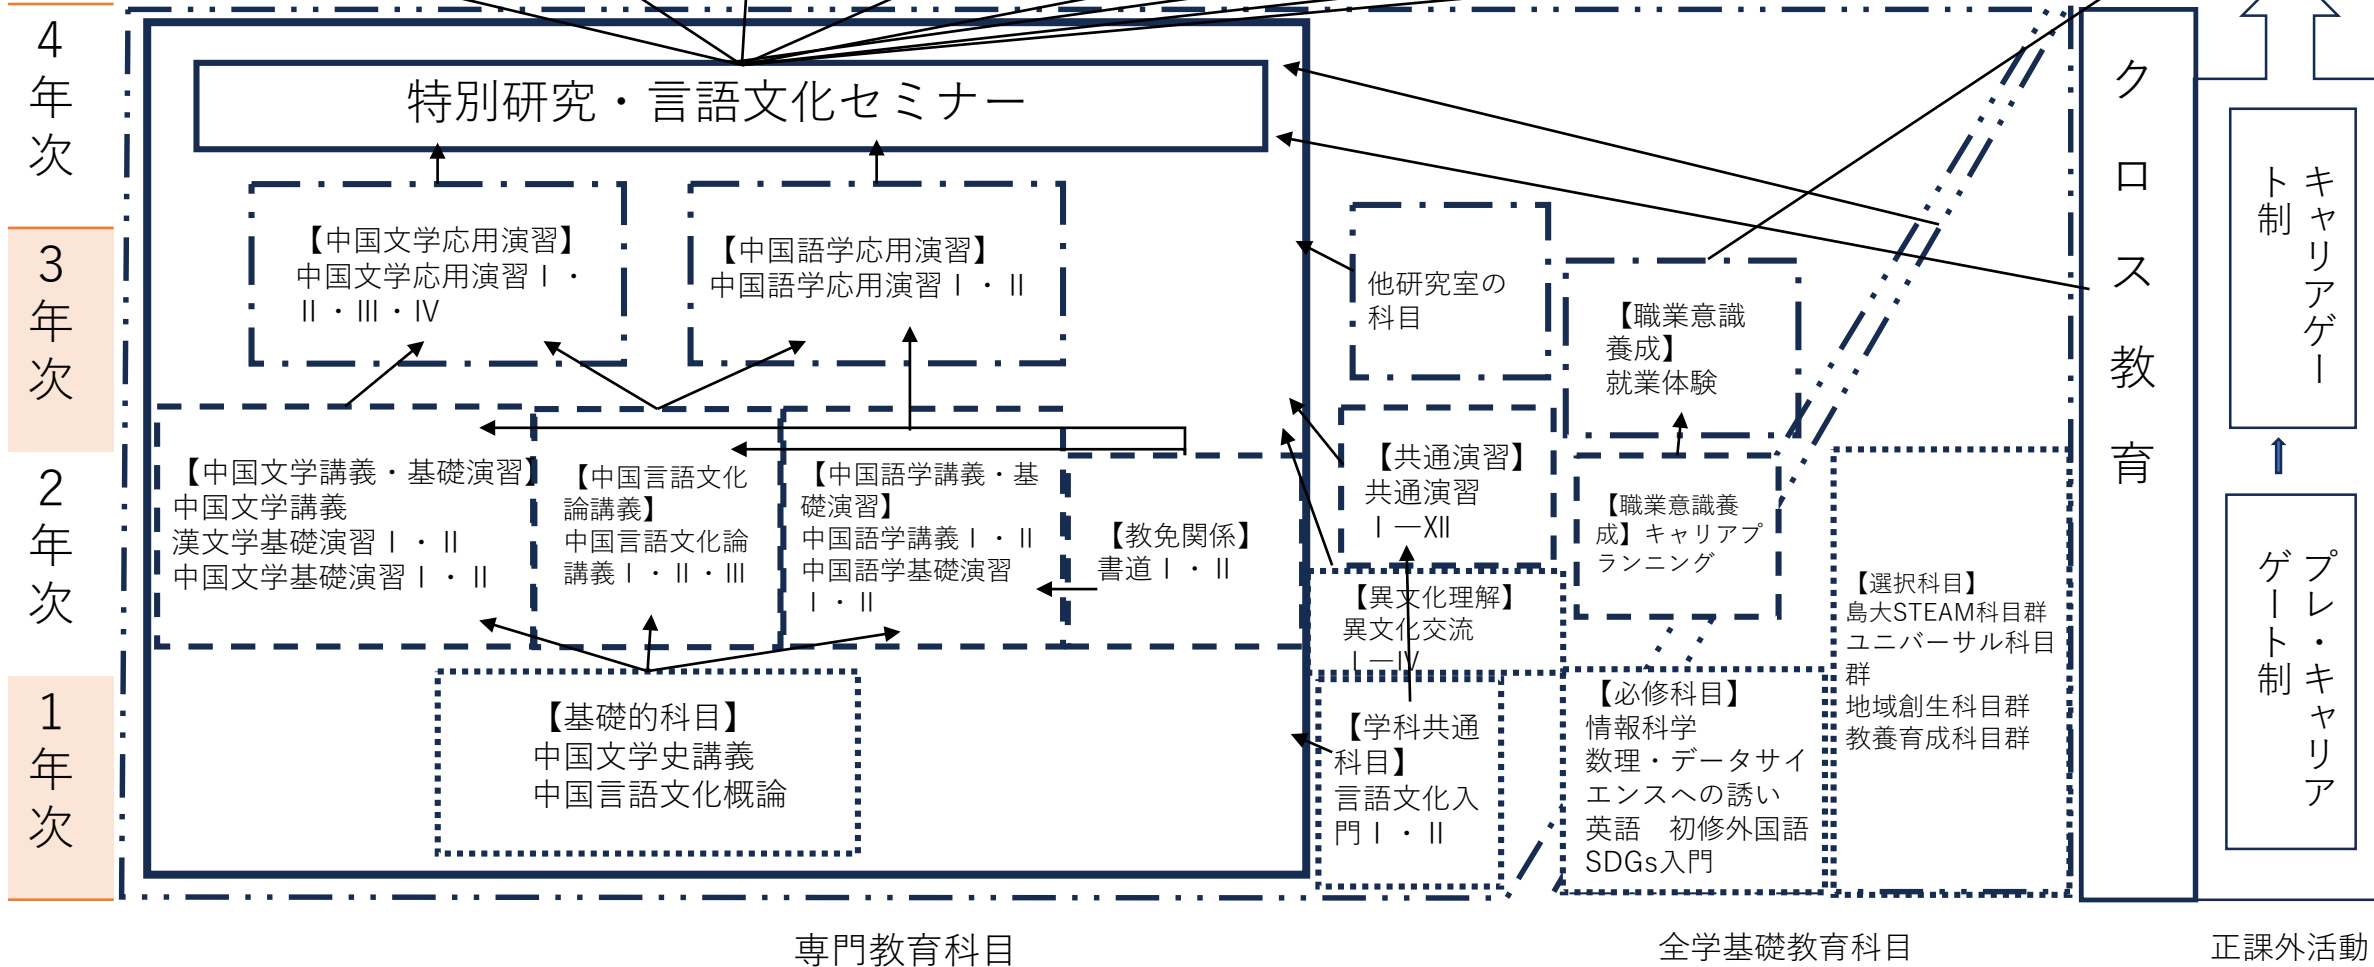 4年次
3年次
2年次
1年次
特別研究・言語文化セミナー
【中国文学応用演習】
中国文学応用演習Ⅰ・
Ⅱ・Ⅲ・Ⅳ
【中国語学応用演習】
中国語学応用演習Ⅰ・Ⅱ
【中国文学講義・基礎演習】
中国文学講義
漢文学基礎演習Ⅰ・Ⅱ
中国文学基礎演習Ⅰ・Ⅱ
【中国言語文化
論講義】
中国言語文化論
講義Ⅰ・Ⅱ・Ⅲ
【中国語学講義・基
礎演習】
中国語学講義Ⅰ・Ⅱ
中国語学基礎演習
Ⅰ・Ⅱ
【教免関係】
書道Ⅰ・Ⅱ
【基礎的科目】
中国文学史講義
中国言語文化概論
他研究室の
科目
【共通演習】
共通演習
Ⅰ―Ⅻ
【異文化理解】
異文化交流
Ⅰ―Ⅳ
【学科共通
科目】
言語文化入
門Ⅰ・Ⅱ
【職業意識
養成】
就業体験
【職業意識養
成】キャリアプ
ランニング
【必修科目】
情報科学
数理・データサイ
エンスへの誘い
英語　初修外国語
SDGs入門
【選択科目】
島大STEAM科目群
ユニバーサル科目
群
地域創生科目群
教養育成科目群
クロス教育
キャリアゲー
ト制
プレ・キャリア
ゲート制
専門教育科目
全学基礎教育科目
正課外活動